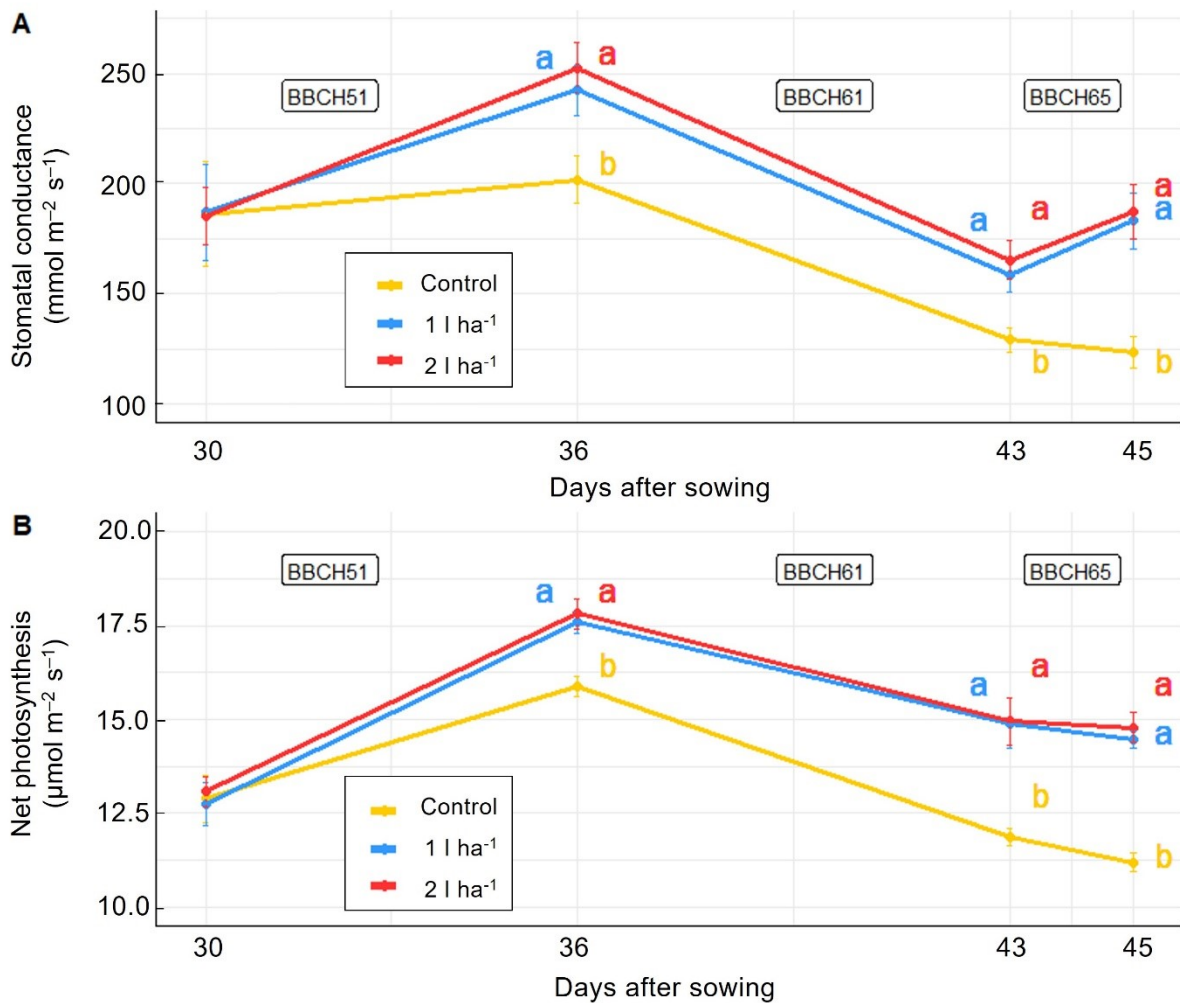 A
Stomatal conductance
(mmol m⁻² s⁻¹)
250
200
150
100
BBCH51
BBCH61
BBCH65
a
a
b
a
a
b
a
a
b
Control
1 l ha⁻¹
2 l ha⁻¹
30
36
43
45
Days after sowing
B
Net photosynthesis
(µmol m⁻² s⁻¹)
20.0
17.5
15.0
12.5
10.0
BBCH51
BBCH61
BBCH65
a
a
b
a
a
b
a
a
b
Control
1 l ha⁻¹
2 l ha⁻¹
30
36
43
45
Days after sowing